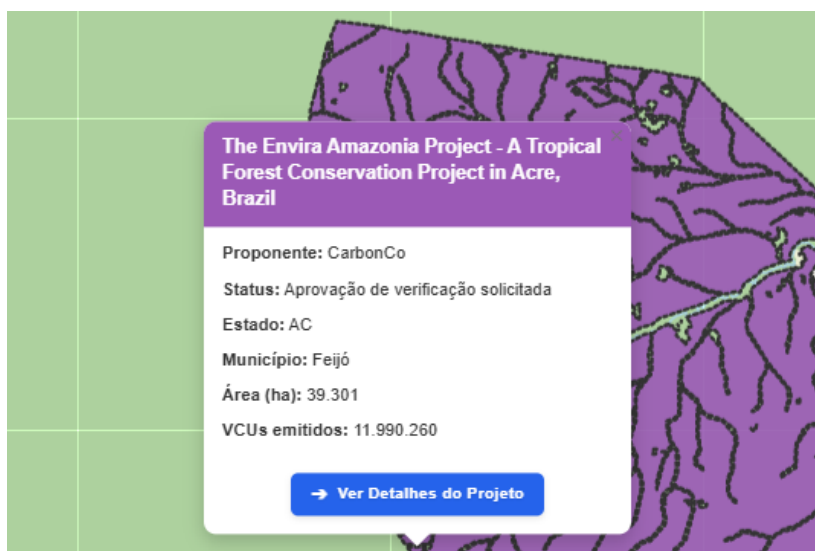 The Envira Amazonia Project - A Tropical
Forest Conservation Project in Acre,
Brazil
Proponente: CarbonCo
Status: Aprovação de verificação solicitada
Estado: AC
Município: Feijó
Área (ha): 39.301
VCUs emitidos: 11.990.260
➔ Ver Detalhes do Projeto